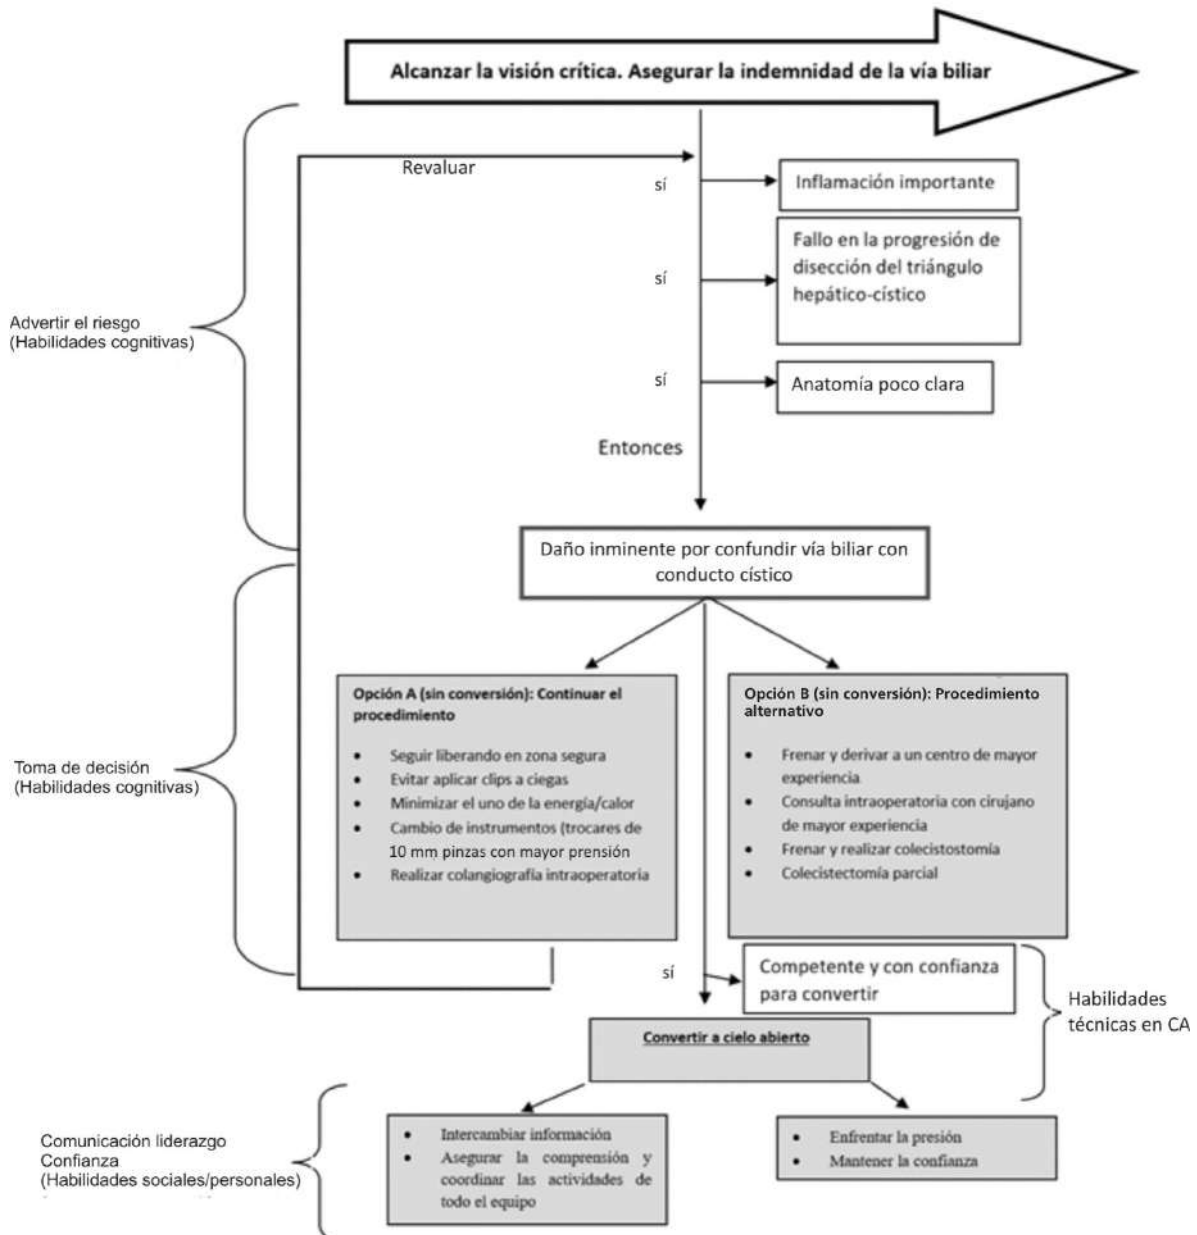 Alcanzar la visión crítica. Asegurar la indemnidad de la vía biliar
Revaluar
sí
Inflamación importante
sí
Fallo en la progresión de
disección del triángulo
hepático-cístico
Advertir el riesgo
(Habilidades cognitivas)
sí
Anatomía poco clara
Entonces
Daño inminente por confundir vía biliar con
conducto cístico
Toma de decisión
(Habilidades cognitivas)
Opción A (sin conversión): Continuar el
procedimiento
• Seguir liberando en zona segura
• Evitar aplicar clips a ciegas
• Minimizar el uno de la energía/calor
• Cambio de instrumentos (trocares de
10 mm pinzas con mayor prensión
• Realizar colangiografía intraoperatoria
Opción B (sin conversión): Procedimiento
alternativo
• Frenar y derivar a un centro de mayor
experiencia.
• Consulta intraoperatoria con cirujano
de mayor experiencia
• Frenar y realizar colecistostomía
• Colecistectomía parcial
sí
Competente y con confianza
para convertir
Habilidades
técnicas en CA
Convertir a cielo abierto
Comunicación liderazgo
Confianza
(Habilidades sociales/personales)
• Intercambiar información
• Asegurar la comprensión y
coordinar las actividades de
todo el equipo
• Enfrentar la presión
• Mantener la confianza